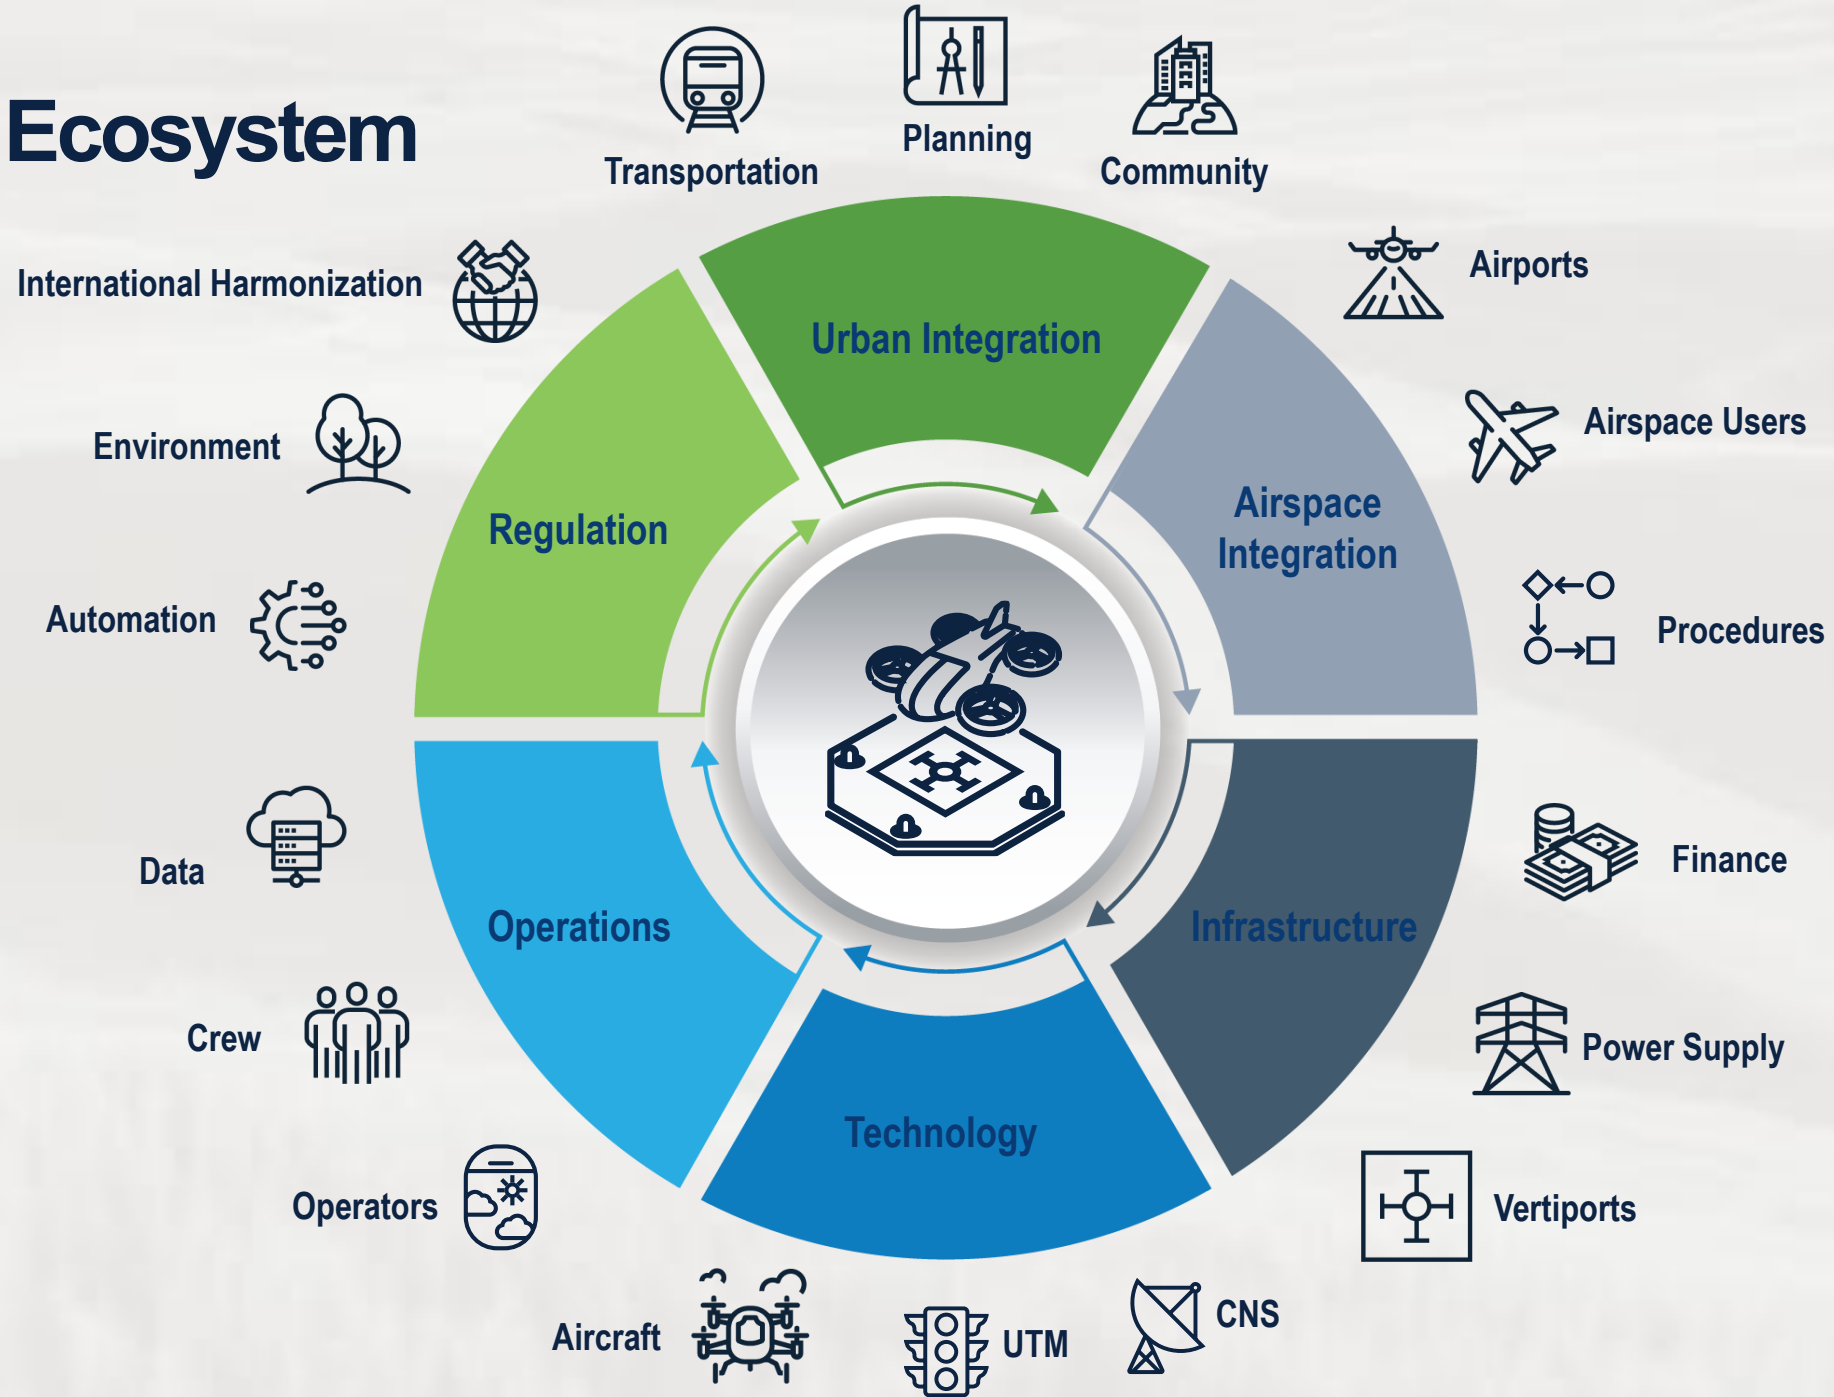 Ecosystem
Transportation
Planning
Community
International Harmonization
Airports
Urban Integration
Environment
Airspace Users
Regulation
Airspace
Integration
Automation
Procedures
Data
Finance
Operations
Infrastructure
Crew
Power Supply
Technology
Operators
Vertiports
Aircraft
UTM
CNS